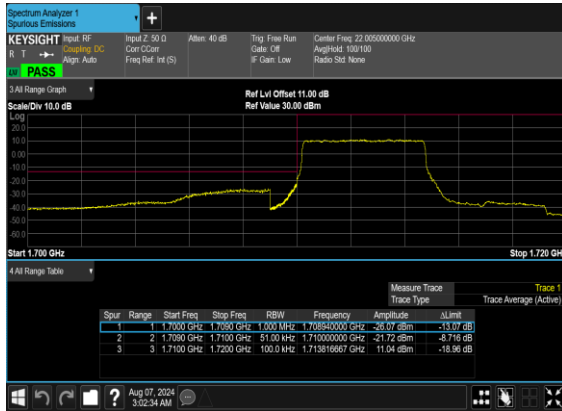 Spectrum Analyzer 1
Spurious Emissions
+
KEYSIGHT Input: RF Input Z: 50 Ω Atten: 40 dB Trig: Free Run Center Freq: 22.005000000 GHz
R T Coupling: DC Corr CCorr Gate: Off Avg|Hold: 100/100
Align: Auto Freq Ref: Int (S) IF Gain: Low Radio Std: None
LW PASS
3 All Range Graph
Ref Lvl Offset 11.00 dB
Scale/Div 10.0 dB Ref Value 30.00 dBm
Log
20.0
10.0
0.00
-10.0
-20.0
-30.0
-40.0
-50.0
-60.0
Start 1.700 GHz Stop 1.720 GH
4 All Range Table
Measure Trace Trace 1
Trace Type Trace Average (Active)
Spur Range Start Freq Stop Freq RBW Frequency Amplitude ΔLimit
1 1 1.7000 GHz 1.7090 GHz 1.000 MHz 1.708940000 GHz -26.07 dBm -13.07 dB
2 2 1.7090 GHz 1.7100 GHz 51.00 kHz 1.710000000 GHz -21.72 dBm -8.716 dB
3 3 1.7100 GHz 1.7200 GHz 100.0 kHz 1.713816667 GHz 11.04 dBm -18.96 dB
? Aug 07, 2024
3:02:34 AM